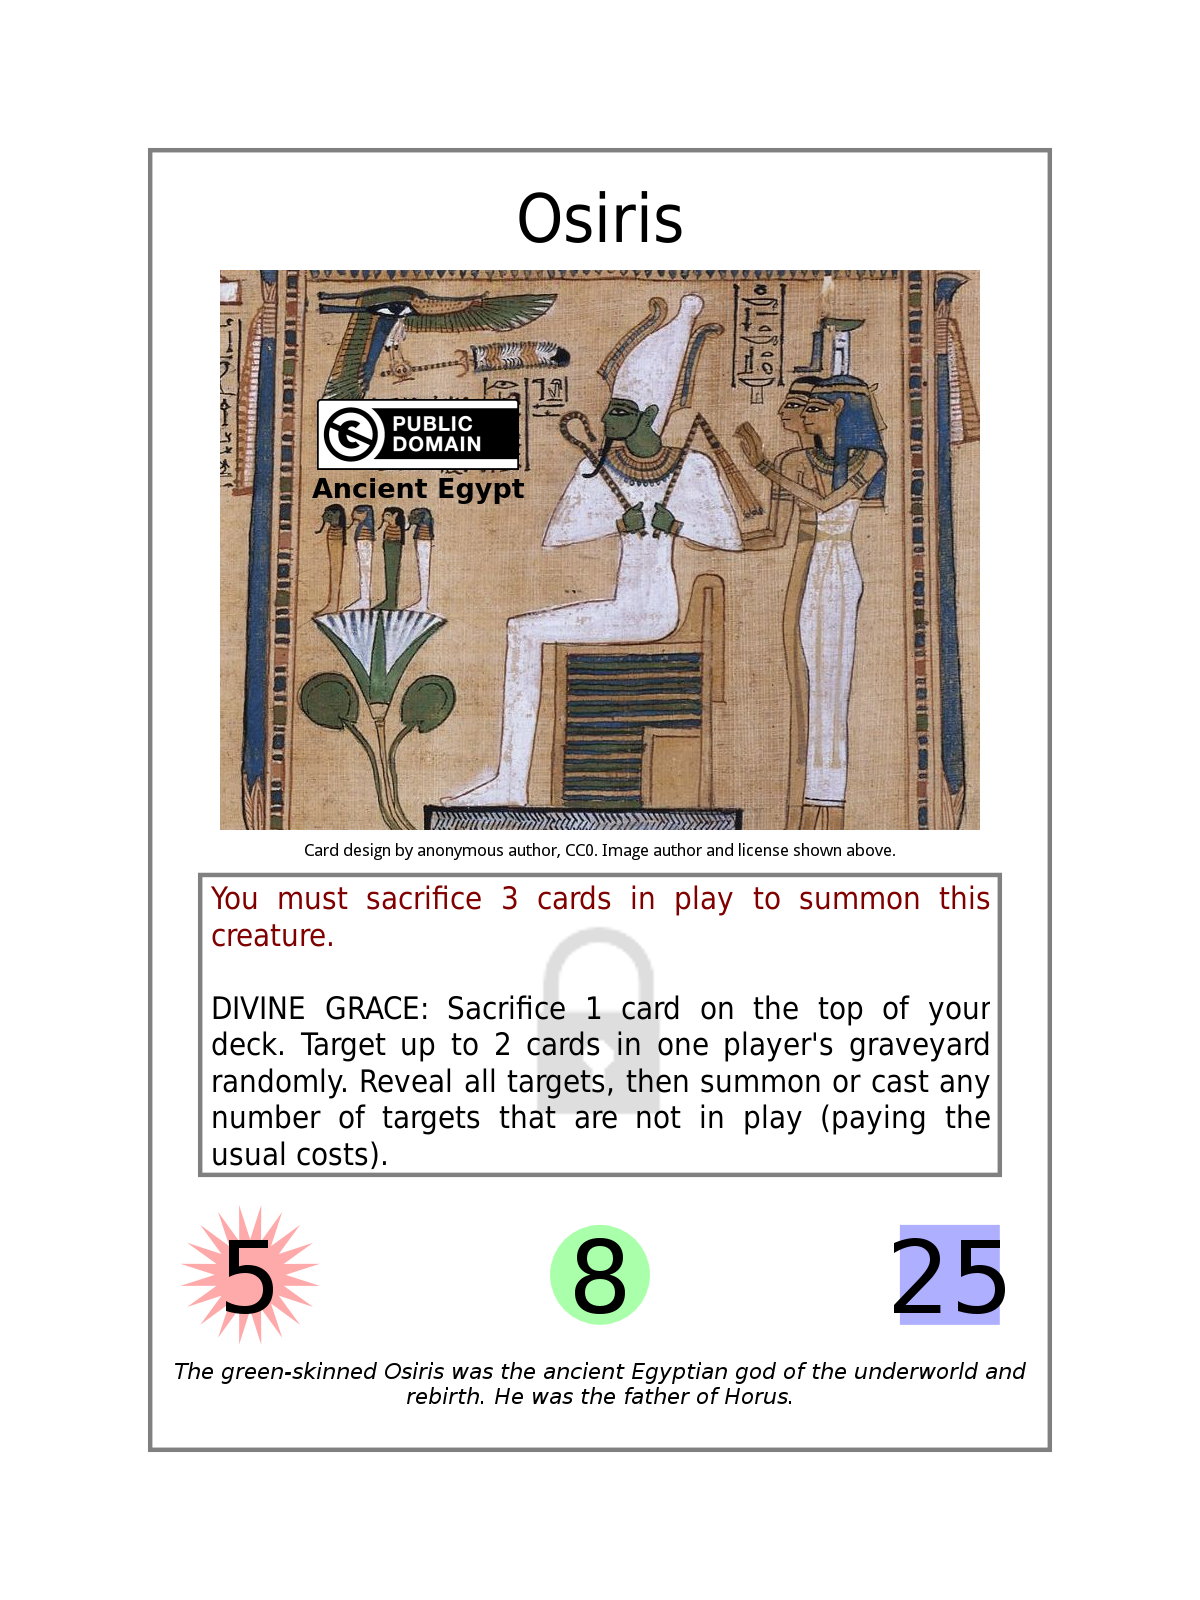 Osiris
PUBLIC
DOMAIN
Ancient Egypt
Card design by anonymous author, CC0. Image author and license shown above.
You must sacrifice 3 cards in play to summon this
creature.
DIVINE GRACE: Sacrifice 1 card on the top of your
deck. Target up to 2 cards in one player's graveyard
randomly. Reveal all targets, then summon or cast any
number of targets that are not in play (paying the
usual costs).
5 8 25
The green-skinned Osiris was the ancient Egyptian god of the underworld and
rebirth. He was the father of Horus.